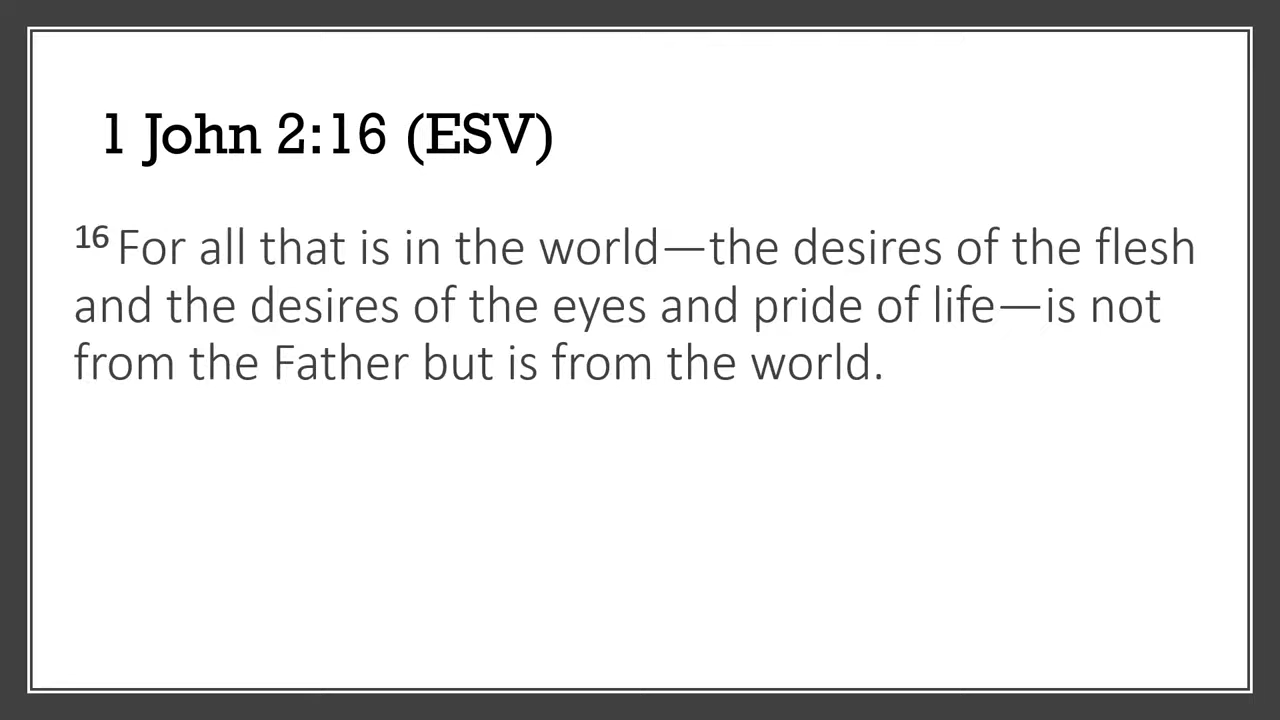 1 John 2:16 (ESV)
16 For all that is in the world—the desires of the flesh
and the desires of the eyes and pride of life—is not
from the Father but is from the world.